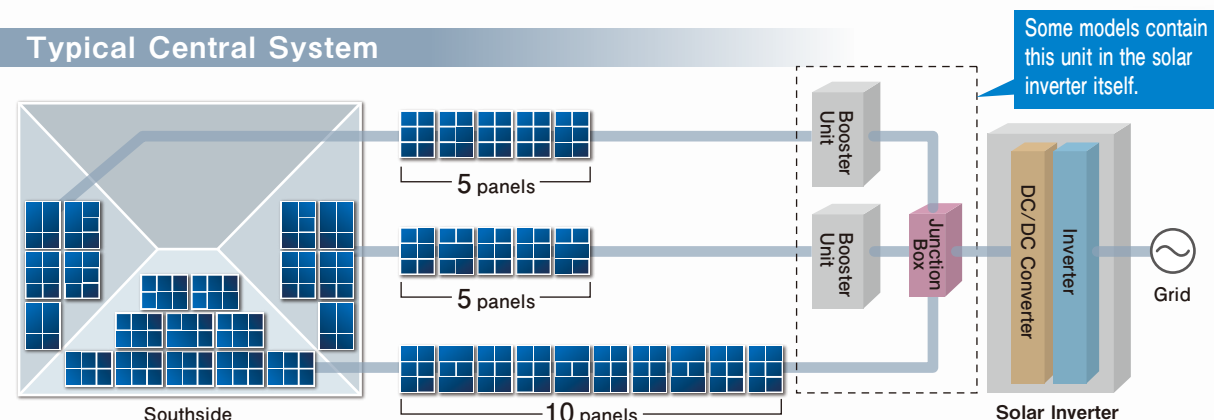 Typical Central System
Some models contain
this unit in the solar
inverter itself.
Booster
Unit
5 panels
Booster
Unit
Junction
Box
5 panels
DC/DC Converter
Inverter
Grid
Southside
10 panels
Solar Inverter